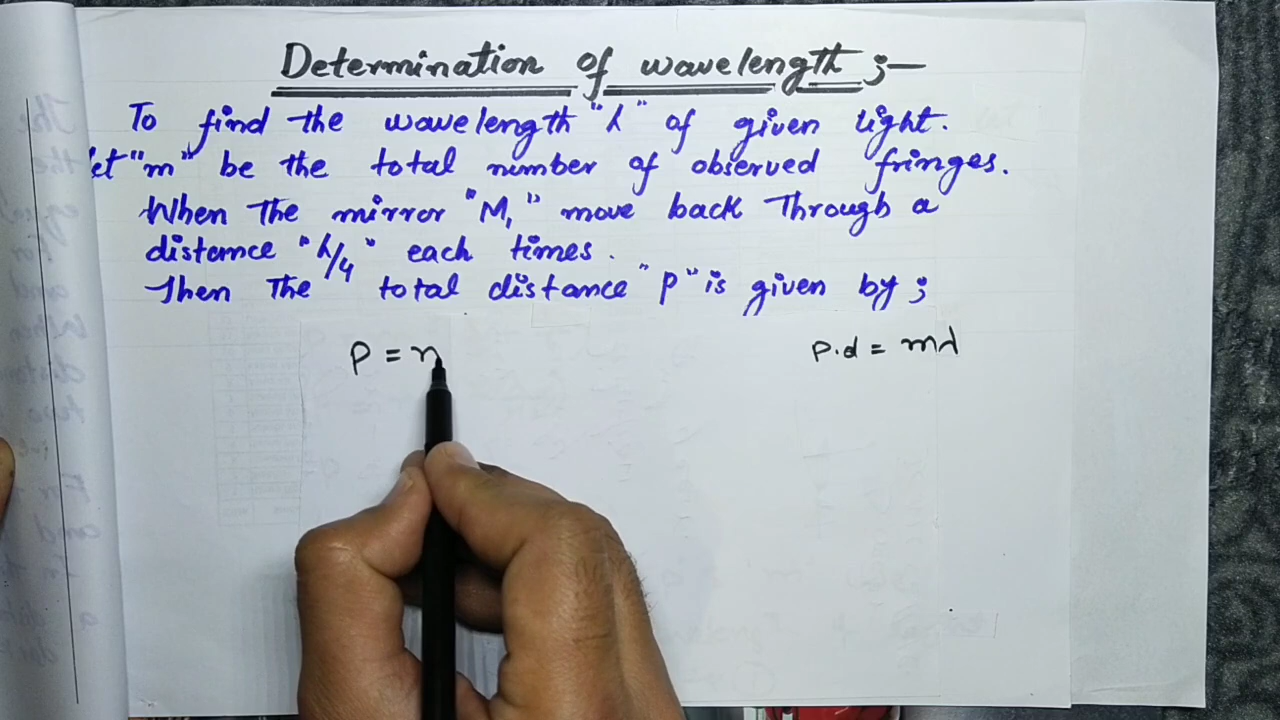 Determination of wavelength ;—
To find the wavelength "λ" of given light.
let "m" be the total number of observed fringes.
When the mirror "M₁" move back through a
distance "λ/4" each times.
Then the total distance "P" is given by ;
P = m
P.d = mλ